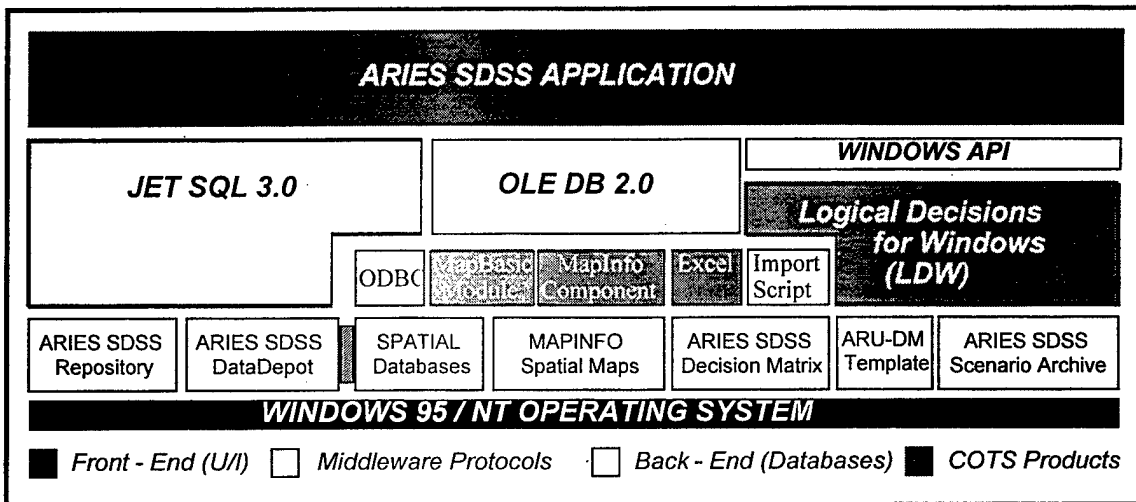 ARIES SDSS APPLICATION
JET SQL 3.0
OLE DB 2.0
WINDOWS API
Logical Decisions
for Windows
(LDW)
ODBC
MapBasic
Module
MapInfo
Component
Excel
Import
Script
ARIES SDSS
Repository
ARIES SDSS
DataDepot
SPATIAL
Databases
MAPINFO
Spatial Maps
ARIES SDSS
Decision Matrix
ARU-DM
Template
ARIES SDSS
Scenario Archive
WINDOWS 95 / NT OPERATING SYSTEM
Front - End (U/I)
Middleware Protocols
Back - End (Databases)
COTS Products